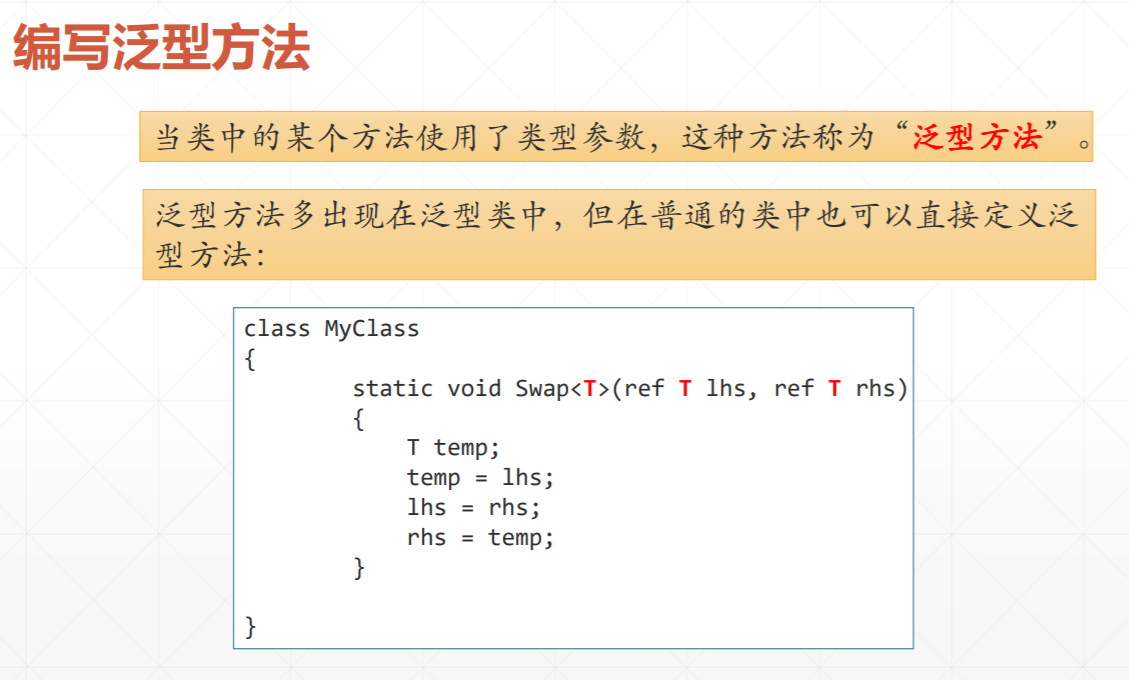 编写泛型方法
当类中的某个方法使用了类型参数，这种方法称为“泛型方法”。
泛型方法多出现在泛型类中，但在普通的类中也可以直接定义泛
型方法：
class MyClass
{
        static void Swap<T>(ref T lhs, ref T rhs)
        {
            T temp;
            temp = lhs;
            lhs = rhs;
            rhs = temp;
        }
}